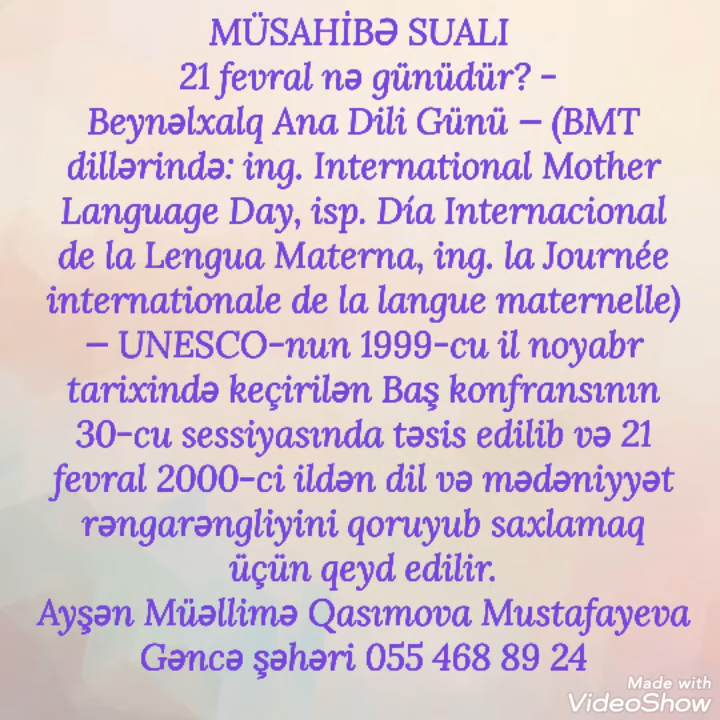 MÜSAHİBƏ SUALI
21 fevral nə günüdür? -
Beynəlxalq Ana Dili Günü — (BMT
dillərində: ing. International Mother
Language Day, isp. Día Internacional
de la Lengua Materna, ing. la Journée
internationale de la langue maternelle)
— UNESCO-nun 1999-cu il noyabr
tarixində keçirilən Baş konfransının
30-cu sessiyasında təsis edilib və 21
fevral 2000-ci ildən dil və mədəniyyət
rəngarəngliyini qoruyub saxlamaq
üçün qeyd edilir.
Ayşən Müəllimə Qasımova Mustafayeva
Gəncə şəhəri 055 468 89 24
Made with
VideoShow